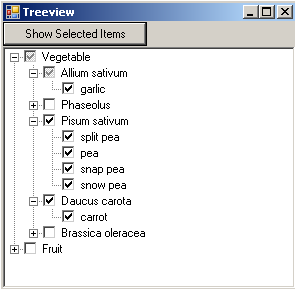 Treeview
Show Selected Items
Vegetable
Allium sativum
garlic
Phaseolus
Pisum sativum
split pea
pea
snap pea
snow pea
Daucus carota
carrot
Brassica oleracea
Fruit